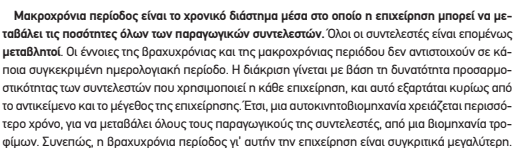 Μακροχρόνια περίοδος είναι το χρονικό διάστημα μέσα στο οποίο η επιχείρηση μπορεί να με-
ταβάλει τις ποσότητες όλων των παραγωγικών συντελεστών. Όλοι οι συντελεστές είναι επομένως
μεταβλητοί. Οι έννοιες της βραχυχρόνιας και της μακροχρόνιας περιόδου δεν αντιστοιχούν σε κά-
ποια συγκεκριμένη ημερολογιακή περίοδο. Η διάκριση γίνεται με βάση τη δυνατότητα προσαρμο-
στικότητας των συντελεστών που χρησιμοποιεί η κάθε επιχείρηση, και αυτό εξαρτάται κυρίως από
το αντικείμενο και το μέγεθος της επιχείρησης. Έτσι, μια αυτοκινητοβιομηχανία χρειάζεται περισσό-
τερο χρόνο, για να μεταβάλει όλους τους παραγωγικούς της συντελεστές, από μια βιομηχανία τρο-
φίμων. Συνεπώς, η βραχυχρόνια περίοδος γι' αυτήν την επιχείρηση είναι συγκριτικά μεγαλύτερη.